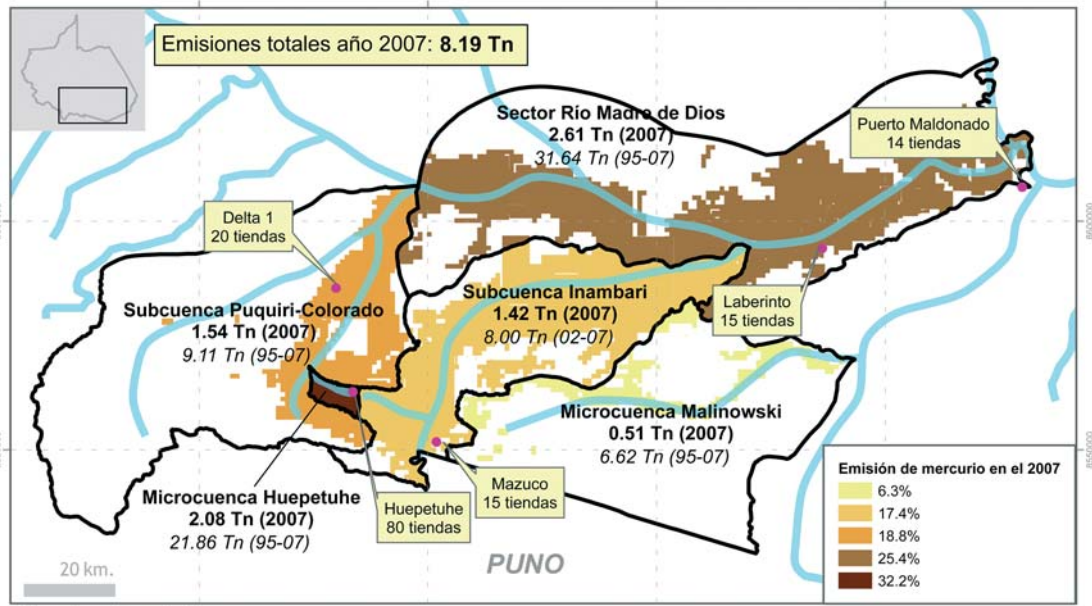 Emisiones totales año 2007: 8.19 Tn
Sector Río Madre de Dios
2.61 Tn (2007)
31.64 Tn (95-07)
Puerto Maldonado
14 tiendas
Delta 1
20 tiendas
Subcuenca Puquiri-Colorado
1.54 Tn (2007)
9.11 Tn (95-07)
Subcuenca Inambari
1.42 Tn (2007)
8.00 Tn (02-07)
Laberinto
15 tiendas
Microcuenca Malinowski
0.51 Tn (2007)
6.62 Tn (95-07)
Microcuenca Huepetuhe
2.08 Tn (2007)
21.86 Tn (95-07)
Huepetuhe
80 tiendas
Mazuco
15 tiendas
PUNO
20 km.
Emisión de mercurio en el 2007
6.3%
17.4%
18.8%
25.4%
32.2%